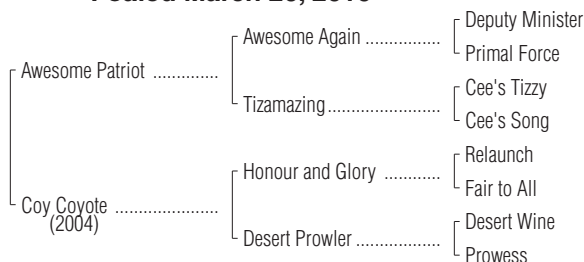 Foaled March
Deputy Minister
Awesome Again ................
Primal Force
Awesome Patriot ...............
Cee's Tizzy
Tizamazing.........................
Cee's Song
Relaunch
Honour and Glory .............
Fair to All
Coy Coyote ........................
(2004)
Desert Wine
Desert Prowler ..................
Prowess